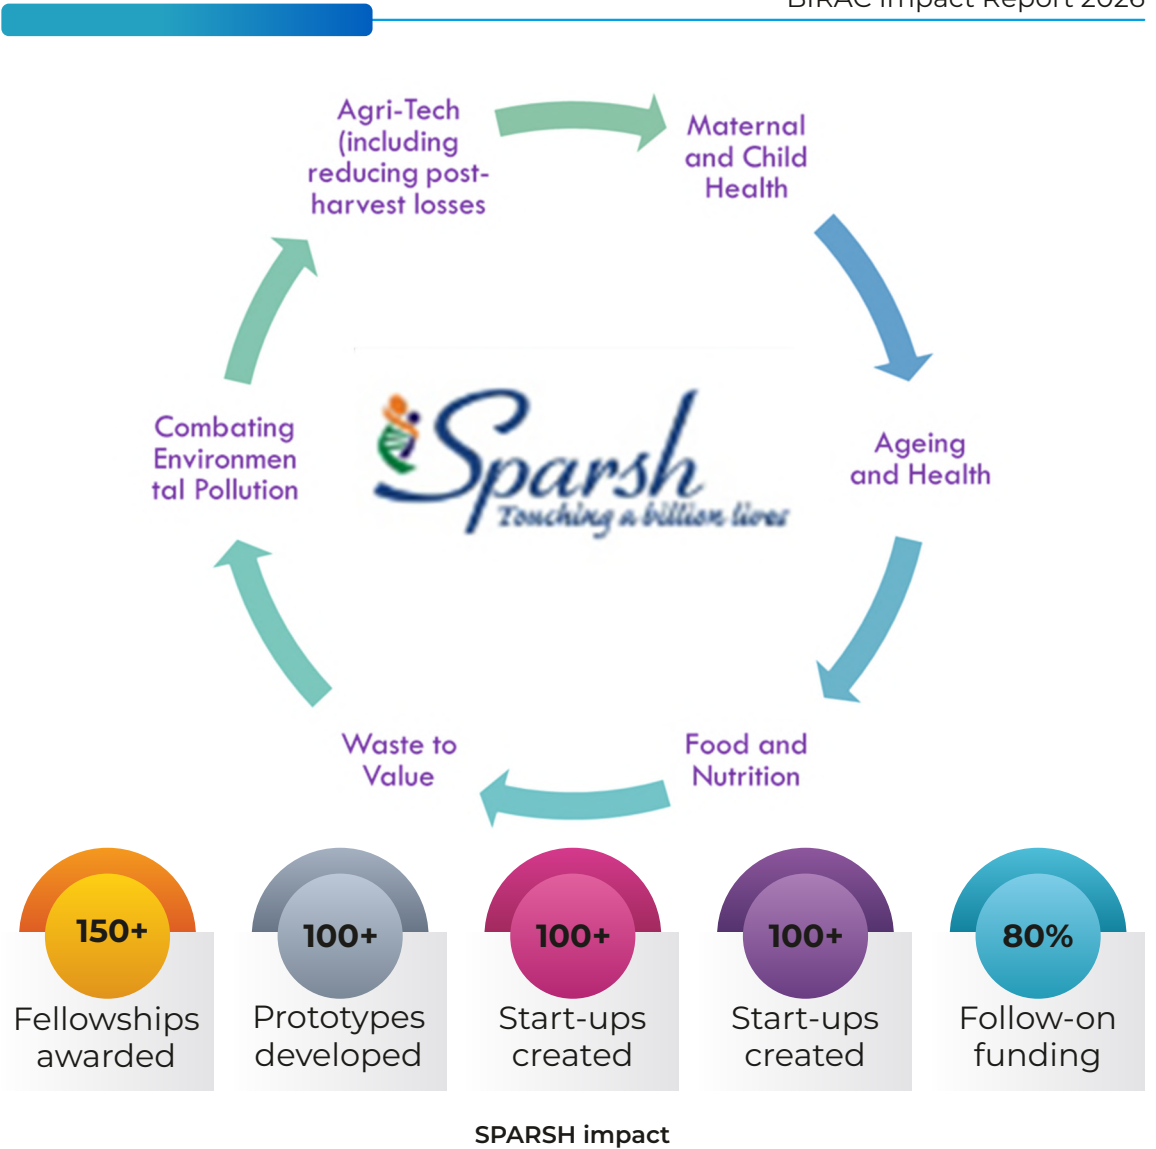 BIRAC Impact Report 2026
Agri-Tech
(including
reducing post-
harvest losses
Maternal
and Child
Health
Ageing
and Health
Food and
Nutrition
Waste to
Value
Combating
Environmen
tal Pollution
Sparsh
Touching a billion lives
150+
Fellowships
awarded
100+
Prototypes
developed
100+
Start-ups
created
100+
Start-ups
created
80%
Follow-on
funding
SPARSH impact